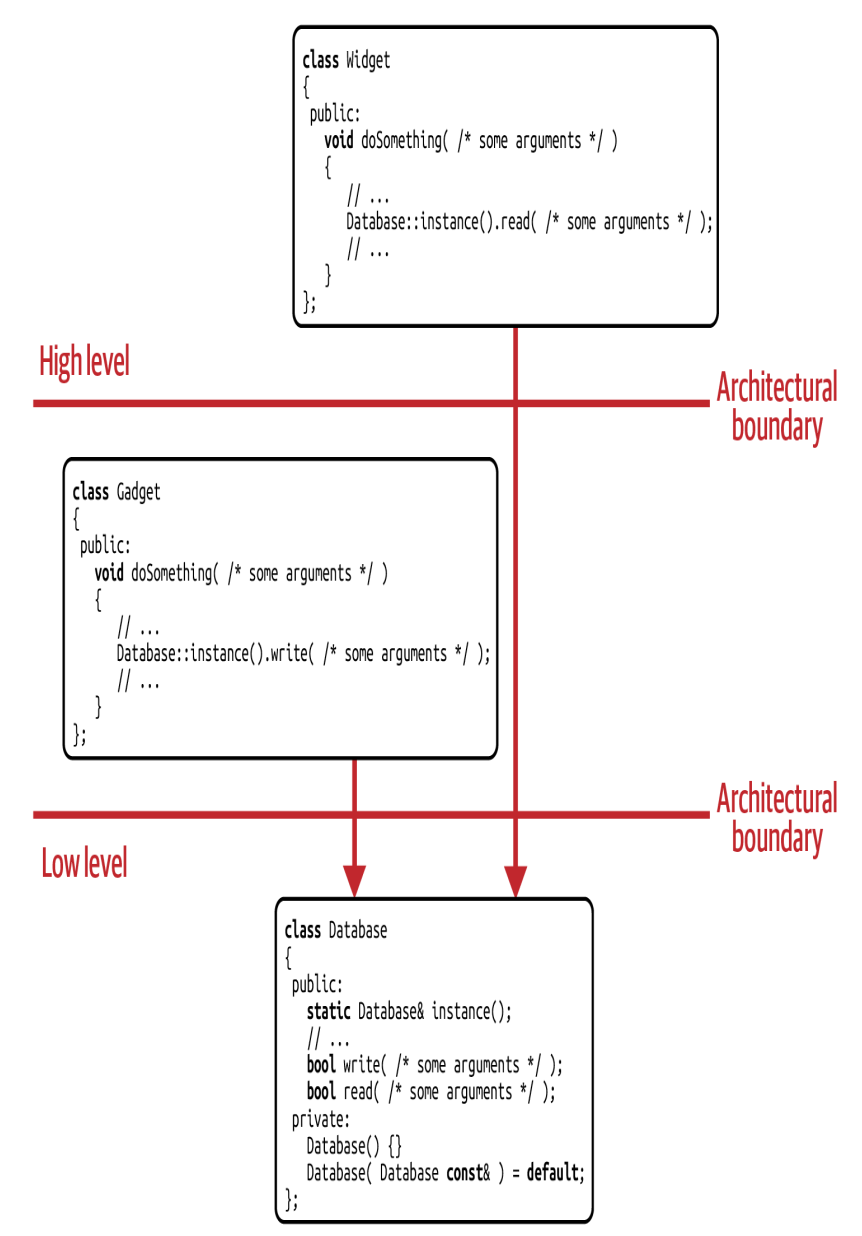 class Widget
{
 public:
   void doSomething( /* some arguments */ )
   {
      // ...
      Database::instance().read( /* some arguments */ );
      // ...
   }
};
High level
Architectural
boundary
class Gadget
{
 public:
   void doSomething( /* some arguments */ )
   {
      // ...
      Database::instance().write( /* some arguments */ );
      // ...
   }
};
Architectural
boundary
Low level
class Database
{
 public:
   static Database& instance();
   // ...
   bool write( /* some arguments */ );
   bool read( /* some arguments */ );
 private:
   Database() {}
   Database( Database const& ) = default;
};